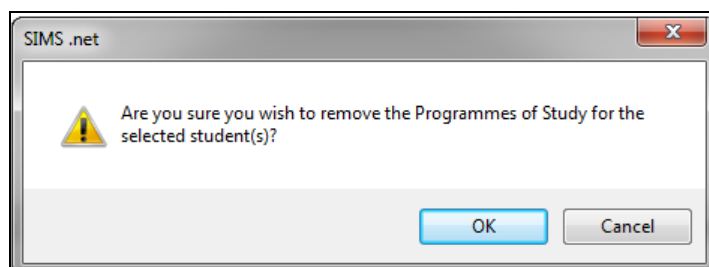 SIMS .net
Are you sure you wish to remove the Programmes of Study for the
selected student(s)?
OK
Cancel